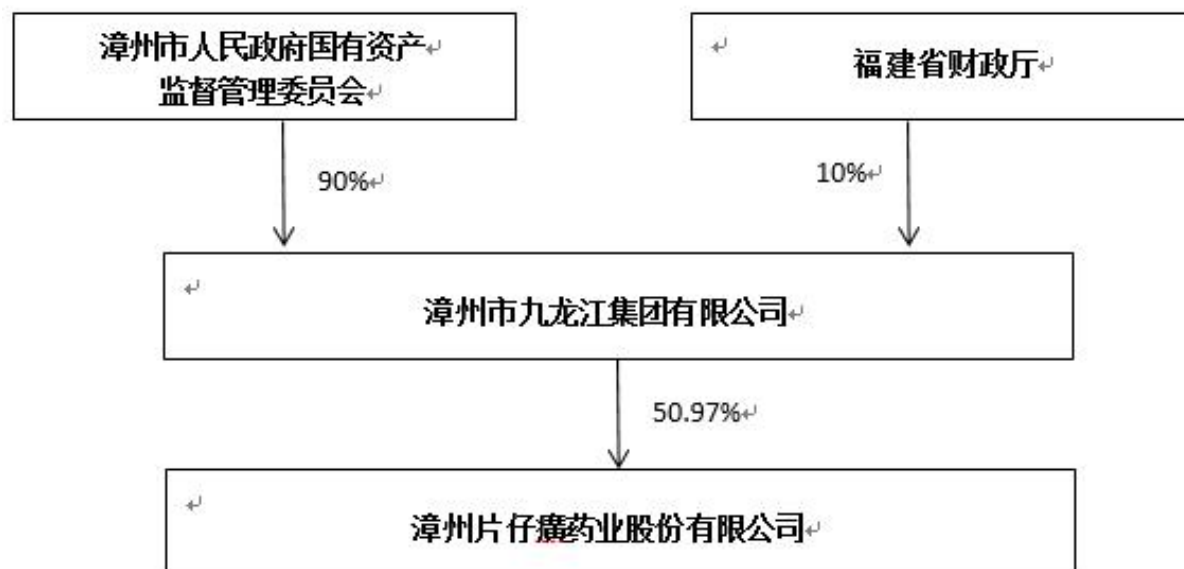 漳州市人民政府国有资产
监督管理委员会
福建省财政厅
90%
10%
漳州市九龙江集团有限公司
50.97%
漳州片仔癀药业股份有限公司